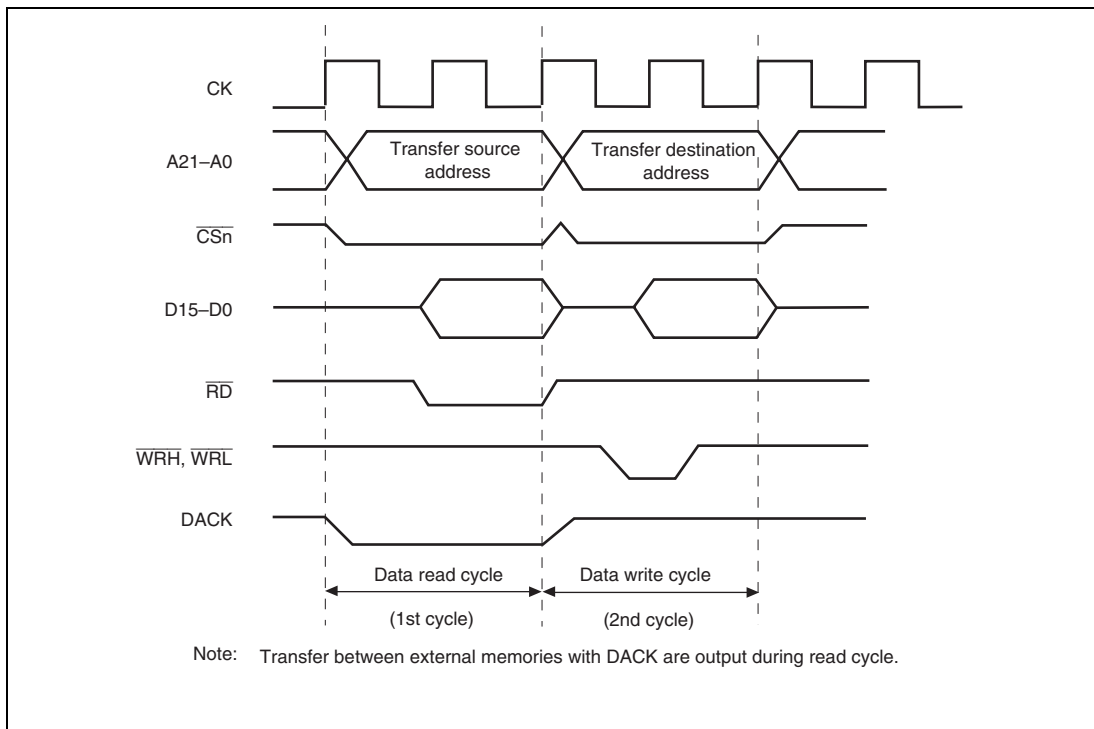 CK
A21–A0
Transfer source
address
Transfer destination
address
CSn
D15–D0
RD
WRH, WRL
DACK
Data read cycle
Data write cycle
(1st cycle)
(2nd cycle)
Note: Transfer between external memories with DACK are output during read cycle.